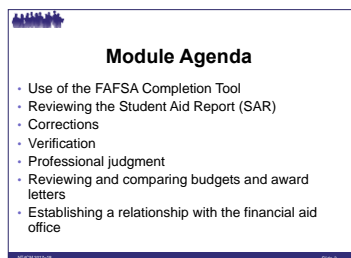 Module Agenda
• Use of the FAFSA Completion Tool
• Reviewing the Student Aid Report (SAR)
• Corrections
• Verification
• Professional judgment
• Reviewing and comparing budgets and award
letters
• Establishing a relationship with the financial aid
office